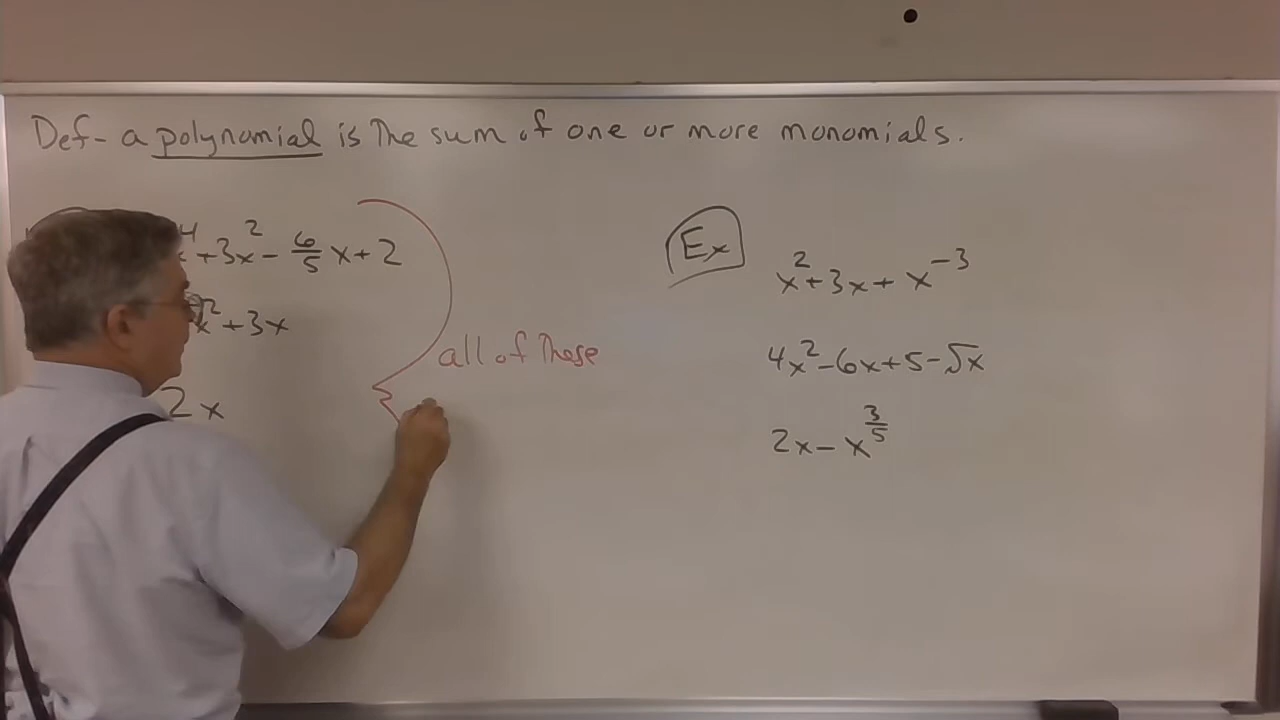 Def- a polynomial is the sum of one or more monomials.
x⁴ + 3x² - 6/5 x + 2
x² + 3x
2x
all of these
Ex
x² + 3x + x⁻³
4x² - 6x + 5 - √x
2x - x^(3/5)